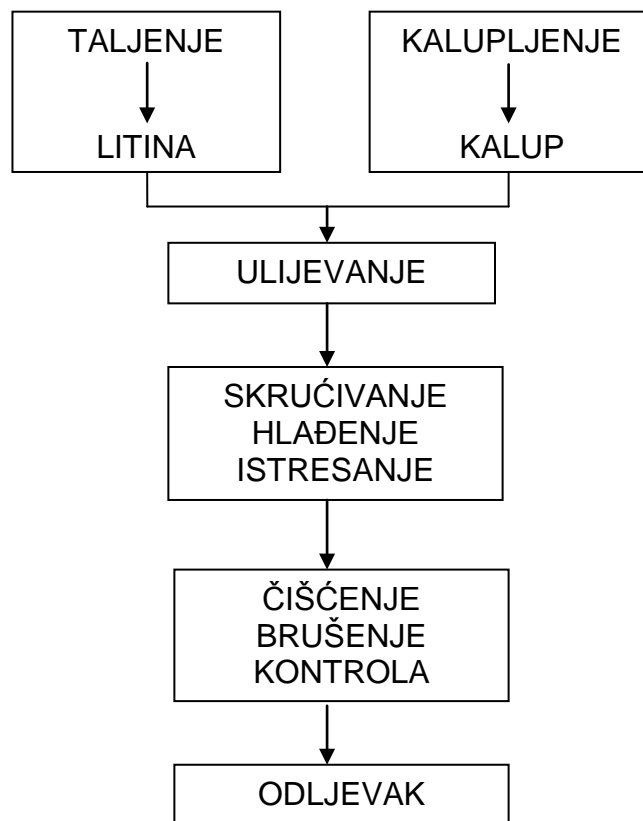 TALJENJE
LITINA
KALUPLJENJE
KALUP
ULIJEVANJE
SKRUĆIVANJE
HLAĐENJE
ISTRESANJE
ČIŠĆENJE
BRUŠENJE
KONTROLA
ODLJEVAK